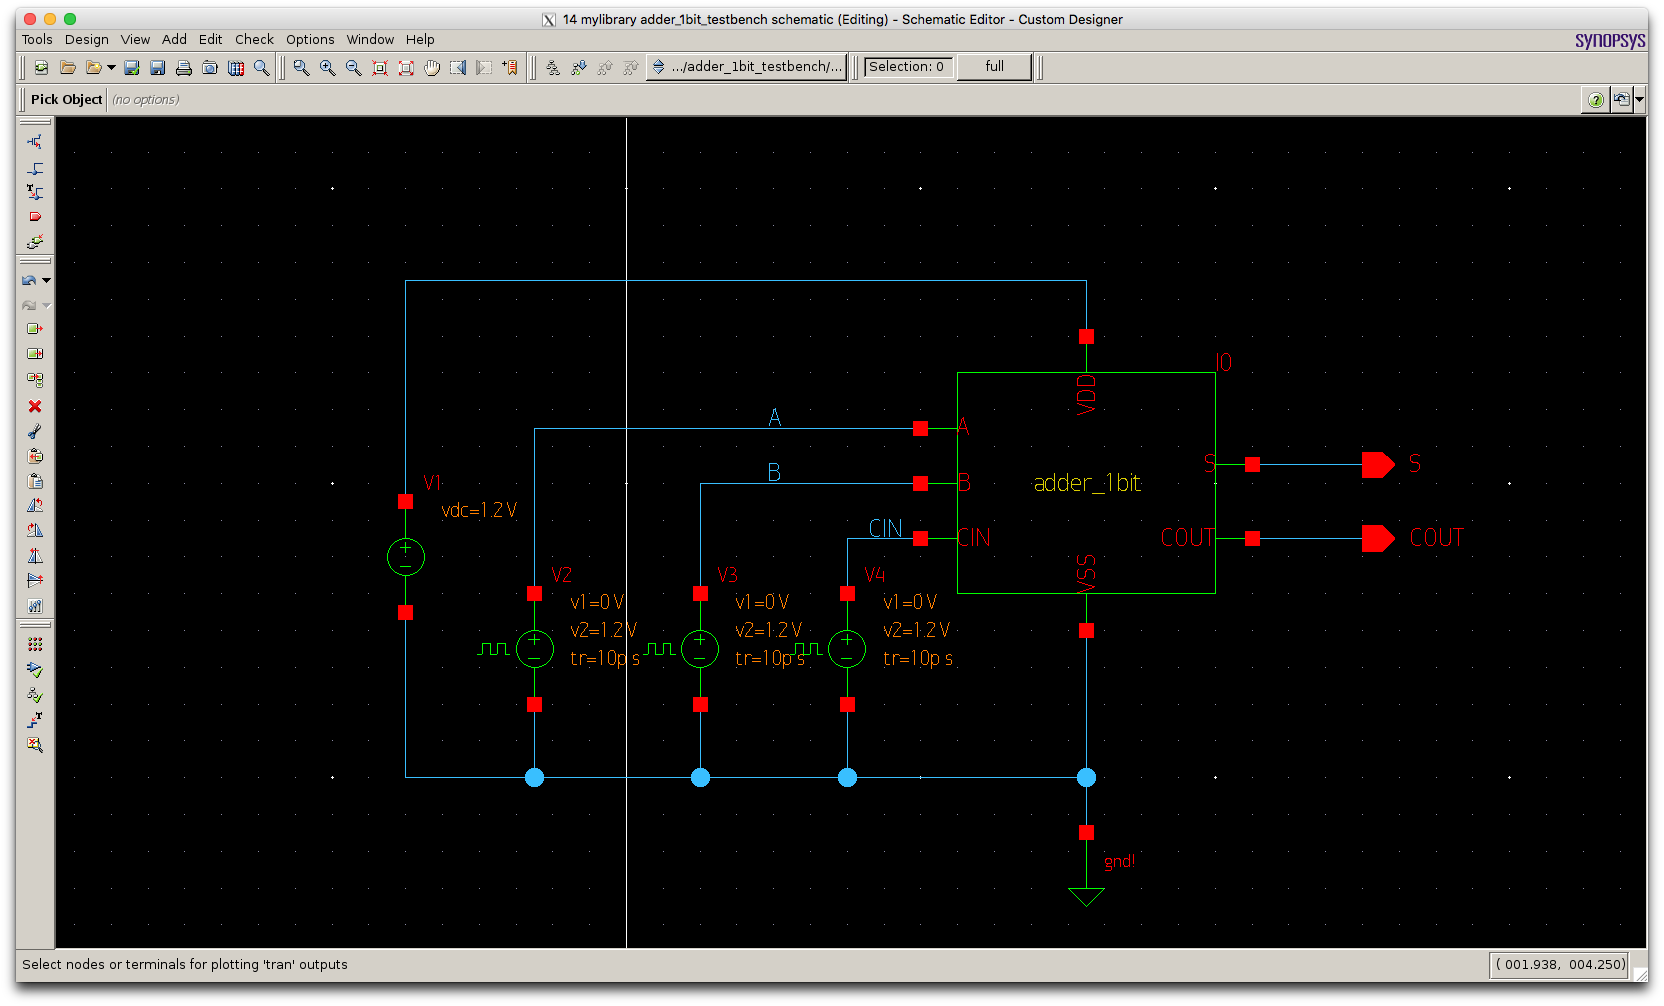 14 mylibrary adder_1bit_testbench schematic (Editing) - Schematic Editor - Custom Designer
Tools Design View Add Edit Check Options Window Help
SYNOPSYS
.../adder_1bit_testbench/... Selection: 0 full
Pick Object (no options)
I0
VDD
A
A
S
S
B
B
adder_1bit
V1
vdc=1.2 V
CIN
CIN
COUT
COUT
VSS
V2
V3
V4
v1=0 V
v1=0 V
v1=0 V
v2=1.2 V
v2=1.2 V
v2=1.2 V
tr=10p s
tr=10p s
tr=10p s
gnd!
Select nodes or terminals for plotting 'tran' outputs
( 001.938, 004.250)